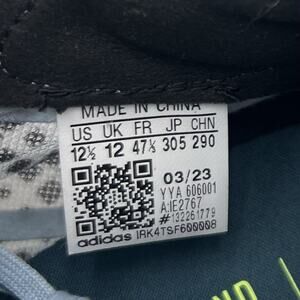 MADE IN CHINA
US UK FR JP CHN
12½ 12 47⅓ 305 290
03/23
YYA 606001
A:IE2767
#132261779
adidas IRK4TSF600008